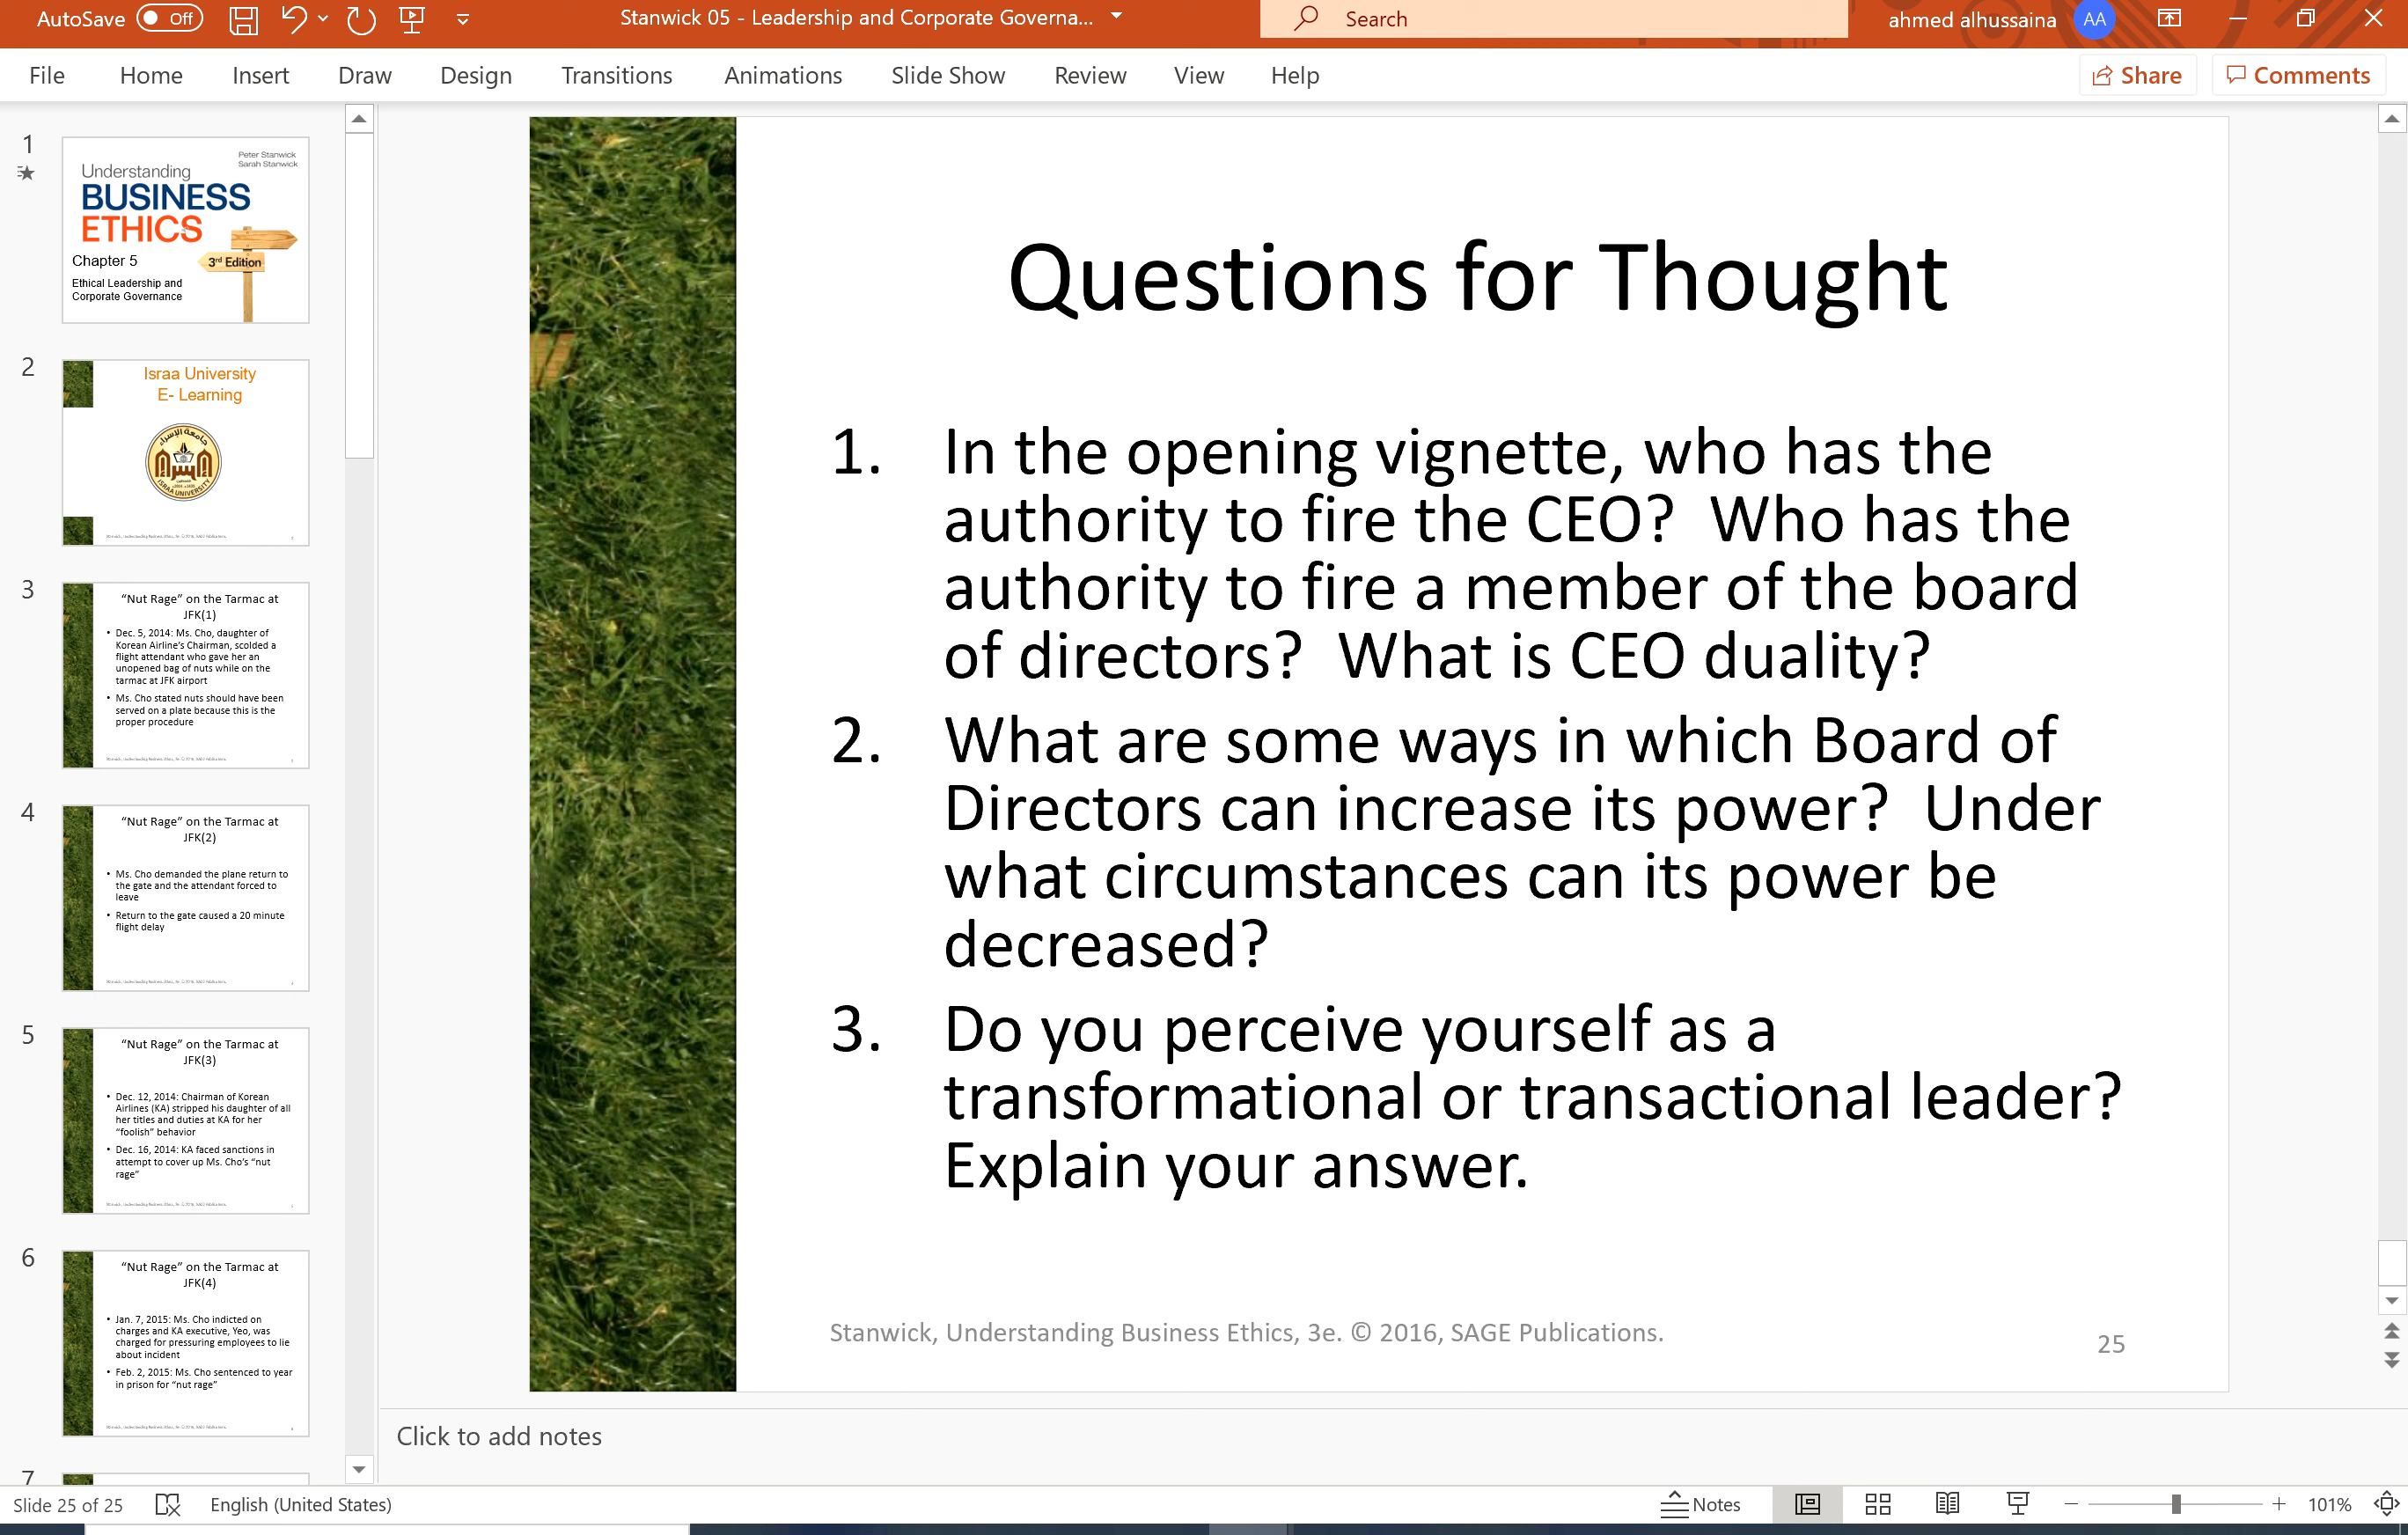 AutoSave Off
Stanwick 05 - Leadership and Corporate Governa...
Search
ahmed alhussaina AA
File Home Insert Draw Design Transitions Animations Slide Show Review View Help
Share Comments
1
Peter Stanwick
Sarah Stanwick
Understanding
BUSINESS
ETHICS
3rd Edition
Chapter 5
Ethical Leadership and
Corporate Governance
2
Israa University
E- Learning
جامعة الإسراء
ISRAA UNIVERSITY
3
“Nut Rage” on the Tarmac at
JFK(1)
• Dec. 5, 2014: Ms. Cho, daughter of
Korean Airline’s Chairman, scolded a
flight attendant who gave her an
unopened bag of nuts while on the
tarmac at JFK airport
• Ms. Cho stated nuts should have been
served on a plate because this is the
proper procedure
4
“Nut Rage” on the Tarmac at
JFK(2)
• Ms. Cho demanded the plane return to
the gate and the attendant forced to
leave
• Return to the gate caused a 20 minute
flight delay
5
“Nut Rage” on the Tarmac at
JFK(3)
• Dec. 12, 2014: Chairman of Korean
Airlines (KA) stripped his daughter of all
her titles and duties at KA for her
“foolish” behavior
• Dec. 16, 2014: KA faced sanctions in
attempt to cover up Ms. Cho’s “nut
rage”
6
“Nut Rage” on the Tarmac at
JFK(4)
• Jan. 7, 2015: Ms. Cho indicted on
charges and KA executive, Yeo, was
charged for pressuring employees to lie
about incident
• Feb. 2, 2015: Ms. Cho sentenced to year
in prison for “nut rage”
7
Questions for Thought
1. In the opening vignette, who has the
authority to fire the CEO? Who has the
authority to fire a member of the board
of directors? What is CEO duality?
2. What are some ways in which Board of
Directors can increase its power? Under
what circumstances can its power be
decreased?
3. Do you perceive yourself as a
transformational or transactional leader?
Explain your answer.
Stanwick, Understanding Business Ethics, 3e. © 2016, SAGE Publications.
25
Click to add notes
Slide 25 of 25 English (United States)
Notes 101%